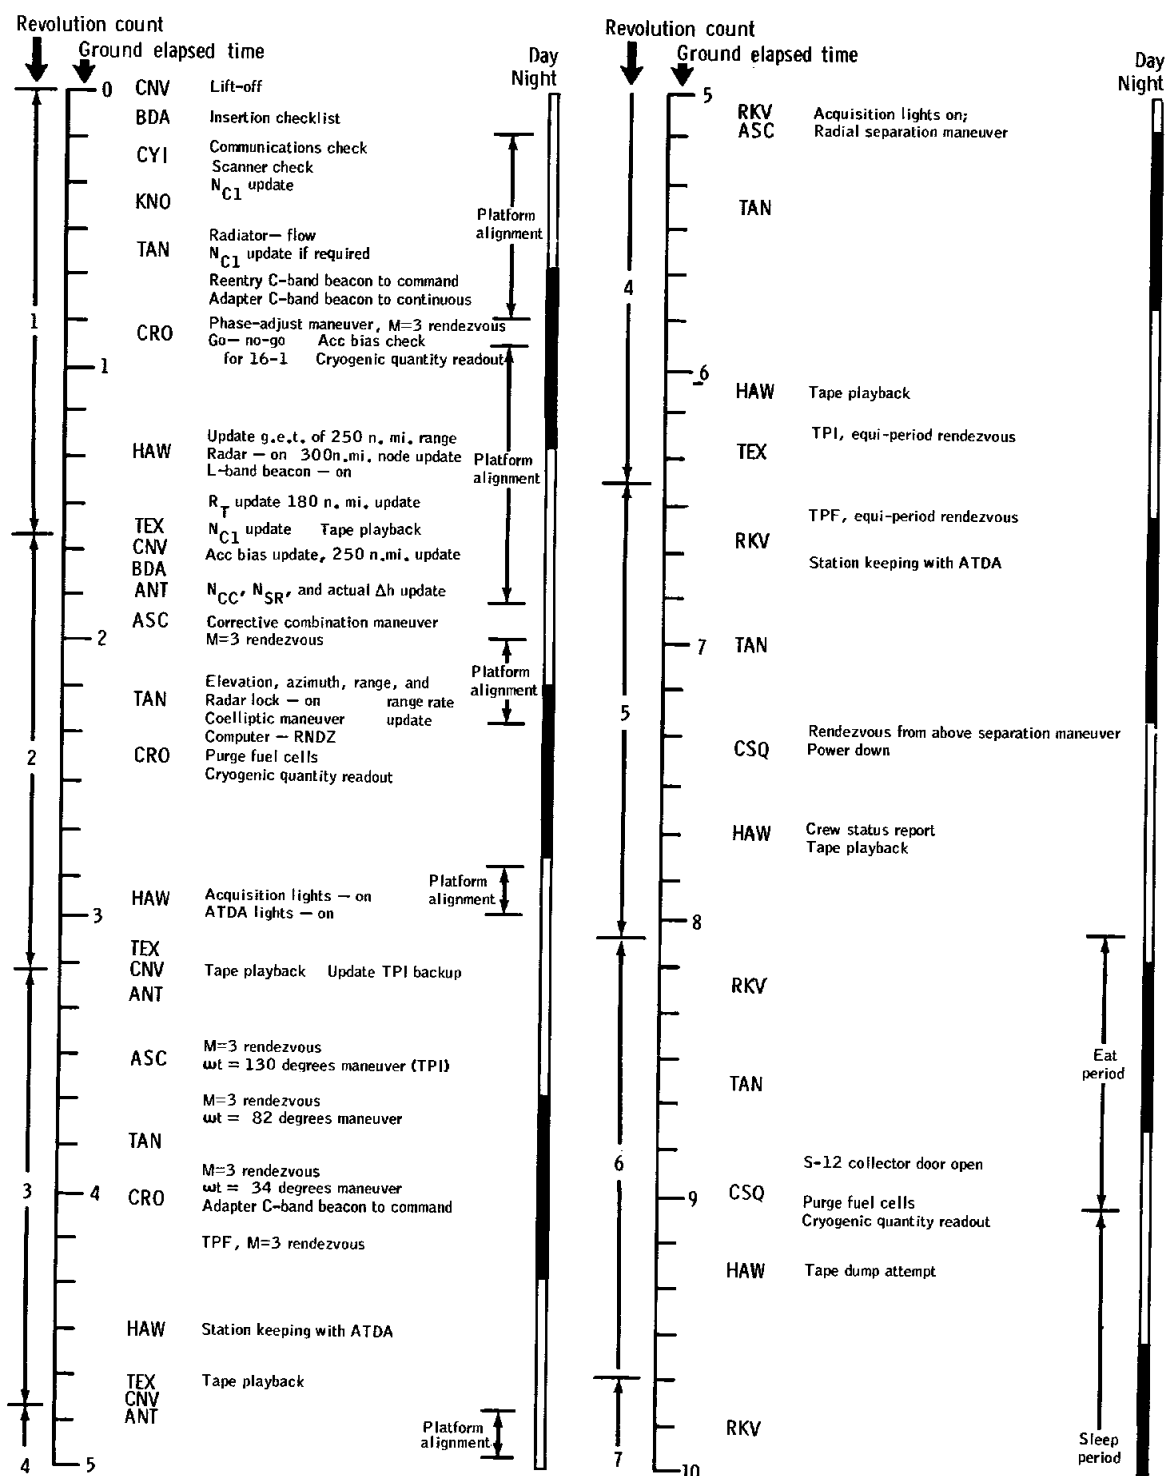 Revolution count
Ground elapsed time
Day
Night
0 CNV Lift-off
BDA Insertion checklist
CYI Communications check
Scanner check
KNO N_C1 update
Platform alignment
TAN Radiator— flow
N_C1 update if required
Reentry C-band beacon to command
Adapter C-band beacon to continuous
1
CRO Phase-adjust maneuver, M=3 rendezvous
Go— no-go Acc bias check
for 16-1 Cryogenic quantity readout
1
HAW Update g.e.t. of 250 n. mi. range
Radar — on 300n.mi. node update
L-band beacon — on
Platform alignment
R_T update 180 n. mi. update
TEX N_C1 update Tape playback
CNV
Acc bias update, 250 n.mi. update
BDA
ANT N_CC, N_SR, and actual Δh update
ASC Corrective combination maneuver
2 M=3 rendezvous
Platform alignment
TAN Elevation, azimuth, range, and
Radar lock — on range rate
Coelliptic maneuver update
Computer — RNDZ
2 CRO Purge fuel cells
Cryogenic quantity readout
Platform alignment
HAW Acquisition lights — on
3 ATDA lights — on
TEX
CNV Tape playback Update TPI backup
ANT
ASC M=3 rendezvous
ωt = 130 degrees maneuver (TPI)
M=3 rendezvous
ωt = 82 degrees maneuver
TAN
M=3 rendezvous
3 4 CRO ωt = 34 degrees maneuver
Adapter C-band beacon to command
TPF, M=3 rendezvous
HAW Station keeping with ATDA
TEX Tape playback
CNV
ANT
Platform alignment
4 5
Revolution count
Ground elapsed time
Day
Night
5
RKV Acquisition lights on;
ASC Radial separation maneuver
TAN
4
6
HAW Tape playback
TPI, equi-period rendezvous
TEX
TPF, equi-period rendezvous
RKV
Station keeping with ATDA
7 TAN
5
Rendezvous from above separation maneuver
CSQ Power down
HAW Crew status report
Tape playback
8
RKV
Eat period
TAN
6
S-12 collector door open
9 CSQ Purge fuel cells
Cryogenic quantity readout
HAW Tape dump attempt
RKV
Sleep period
7
10